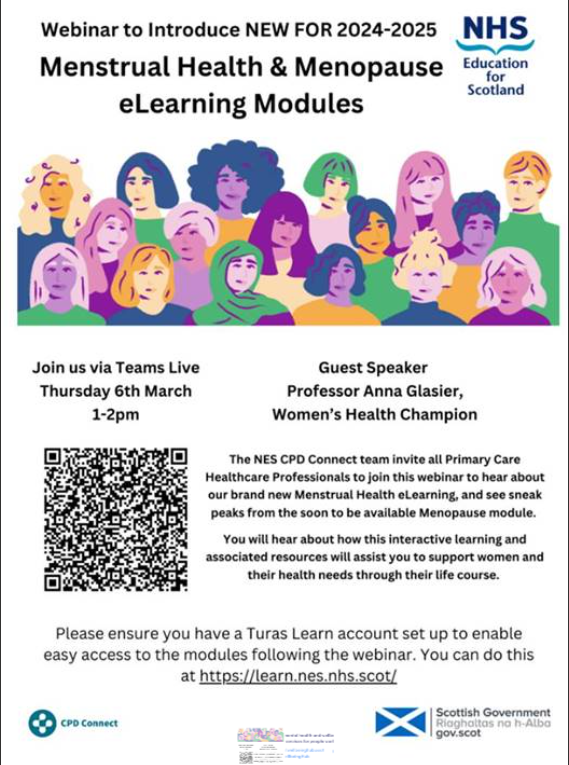 Webinar to Introduce NEW FOR 2024-2025
Menstrual Health & Menopause
eLearning Modules
NHS
Education
for
Scotland
Join us via Teams Live
Thursday 6th March
1-2pm
Guest Speaker
Professor Anna Glasier,
Women's Health Champion
The NES CPD Connect team invite all Primary Care
Healthcare Professionals to join this webinar to hear about
our brand new Menstrual Health eLearning, and see sneak
peaks from the soon to be available Menopause module.
You will hear about how this interactive learning and
associated resources will assist you to support women and
their health needs through their life course.
Please ensure you have a Turas Learn account set up to enable
easy access to the modules following the webinar. You can do this
at https://learn.nes.nhs.scot/
CPD Connect
Scottish Government
Riaghaltas na h-Alba
gov.scot